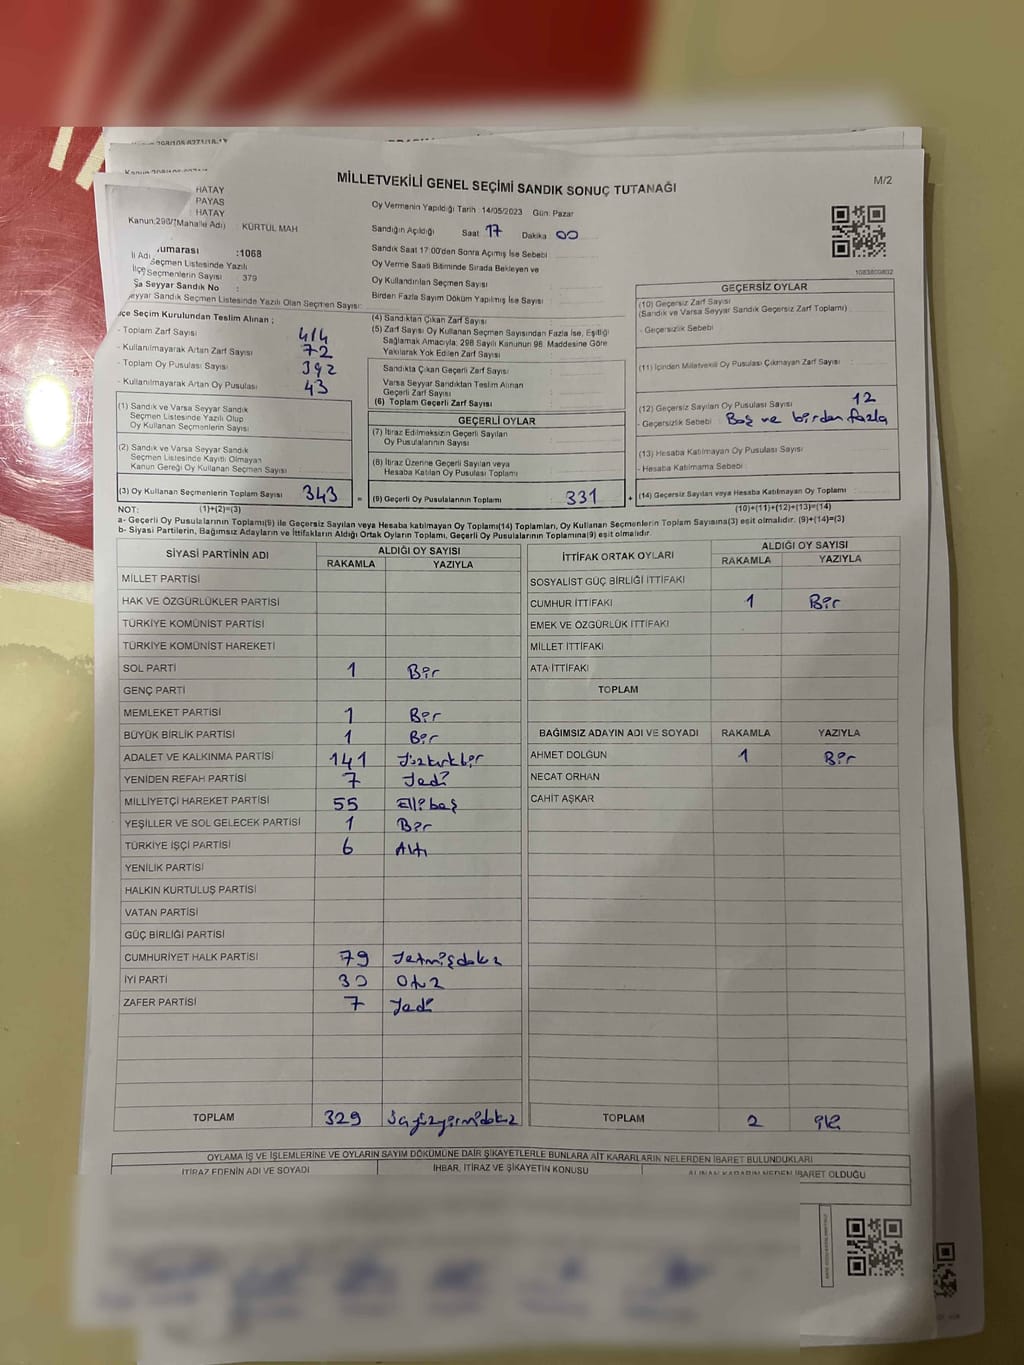 MİLLETVEKİLİ GENEL SEÇİMİ SANDIK SONUÇ TUTANAĞI
M/2
HATAY
PAYAS
HATAY
Kanun:298/ (Mahalle Adı) KÜRTÜL MAH
Oy Vermenin Yapıldığı Tarih :14/05/2023 Gün: Pazar
Sandığın Açıldığı Saat 17 Dakika 00
Sandık Saat 17:00'den Sonra Açımış İse Sebebi
Oy Verme Saati Bitiminde Sırada Bekleyen ve
Oy Kullandırılan Seçmen Sayısı
Birden Fazla Sayım Döküm Yapılmış İse Sayısı
1083809802
umarası :1068
Seçmen Listesinde Yazılı
Seçmenlerin Sayısı : 379
Sa Seyyar Sandık No :
eyyar Sandık Seçmen Listesinde Yazılı Olan Seçmen Sayısı:
çe Seçim Kurulundan Teslim Alınan ;
- Toplam Zarf Sayısı 414
- Kullanılmayarak Artan Zarf Sayısı 72
- Toplam Oy Pusulası Sayısı 392
- Kullanılmayarak Artan Oy Pusulası 43
(1) Sandık ve Varsa Seyyar Sandık
Seçmen Listesinde Yazılı Olup
Oy Kullanan Seçmenlerin Sayısı
(2) Sandık ve Varsa Seyyar Sandık
Seçmen Listesinde Kayıtlı Olmayan
Kanun Gereği Oy Kullanan Seçmen Sayısı
(3) Oy Kullanan Seçmenlerin Toplam Sayısı 343
(4) Sandıktan Çıkan Zarf Sayısı
(5) Zarf Sayısı Oy Kullanan Seçmen Sayısından Fazla İse, Eşitliği
Sağlamak Amacıyla; 298 Sayılı Kanunun 98. Maddesine Göre
Yakılarak Yok Edilen Zarf Sayısı
Sandıkta Çıkan Geçerli Zarf Sayısı
Varsa Seyyar Sandıktan Teslim Alınan
Geçerli Zarf Sayısı
(6) Toplam Geçerli Zarf Sayısı
GEÇERLİ OYLAR
(7) İtiraz Edilmeksizin Geçerli Sayılan
Oy Pusulalarının Sayısı
(8) İtiraz Üzerine Geçerli Sayılan veya
Hesaba Katılan Oy Pusulası Toplamı
= (9) Geçerli Oy Pusulalarının Toplamı 331 +
GEÇERSİZ OYLAR
(10) Geçersiz Zarf Sayısı
(Sandık ve Varsa Seyyar Sandık Geçersiz Zarf Toplamı)
- Geçersizlik Sebebi
(11) İçinden Milletvekili Oy Pusulası Çıkmayan Zarf Sayısı
(12) Geçersiz Sayılan Oy Pusulası Sayısı 12
- Geçersizlik Sebebi Boş ve birden fazla
(13) Hesaba Katılmayan Oy Pusulası Sayısı
- Hesaba Katılmama Sebebi
(14) Geçersiz Sayılan veya Hesaba Katılmayan Oy Toplamı
NOT: (1)+(2)=(3) (10)+(11)+(12)+(13)=(14)
a- Geçerli Oy Pusulalarının Toplamı(9) ile Geçersiz Sayılan veya Hesaba katılmayan Oy Toplamı(14) Toplamları, Oy Kullanan Seçmenlerin Toplam Sayısına(3) eşit olmalıdır. (9)+(14)=(3)
b- Siyasi Partilerin, Bağımsız Adayların ve İttifakların Aldığı Ortak Oyların Toplamı, Geçerli Oy Pusulalarının Toplamına(9) eşit olmalıdır.
SİYASİ PARTİNİN ADI ALDIĞI OY SAYISI
RAKAMLA YAZIYLA
MİLLET PARTİSİ
HAK VE ÖZGÜRLÜKLER PARTİSİ
TÜRKİYE KOMÜNİST PARTİSİ
TÜRKİYE KOMÜNİST HAREKETİ
SOL PARTİ 1 Bir
GENÇ PARTİ
MEMLEKET PARTİSİ 1 Bir
BÜYÜK BİRLİK PARTİSİ 1 Bir
ADALET VE KALKINMA PARTİSİ 141 Yüzkırkbir
YENİDEN REFAH PARTİSİ 7 Yedi
MİLLİYETÇİ HAREKET PARTİSİ 55 Ellibeş
YEŞİLLER VE SOL GELECEK PARTİSİ 1 Bir
TÜRKİYE İŞÇİ PARTİSİ 6 Altı
YENİLİK PARTİSİ
HALKIN KURTULUŞ PARTİSİ
VATAN PARTİSİ
GÜÇ BİRLİĞİ PARTİSİ
CUMHURİYET HALK PARTİSİ 79 Yetmişdokuz
İYİ PARTİ 30 Otuz
ZAFER PARTİSİ 7 Yedi
TOPLAM 329 Üçyüzyirmidokuz
İTTİFAK ORTAK OYLARI ALDIĞI OY SAYISI
RAKAMLA YAZIYLA
SOSYALİST GÜÇ BİRLİĞİ İTTİFAKI
CUMHUR İTTİFAKI 1 Bir
EMEK VE ÖZGÜRLÜK İTTİFAKI
MİLLET İTTİFAKI
ATA İTTİFAKI
TOPLAM
BAĞIMSIZ ADAYIN ADI VE SOYADI RAKAMLA YAZIYLA
AHMET DOLĞUN 1 Bir
NECAT ORHAN
CAHİT AŞKAR
TOPLAM 2 iki
OYLAMA İŞ VE İŞLEMLERİNE VE OYLARIN SAYIM DÖKÜMÜNE DAİR ŞİKAYETLERLE BUNLARA AİT KARARLARIN NELERDEN İBARET BULUNDUKLARI
İTİRAZ EDENİN ADI VE SOYADI İHBAR, İTİRAZ VE ŞİKAYETİN KONUSU ALINAN KARARIN NEDEN İBARET OLDUĞU